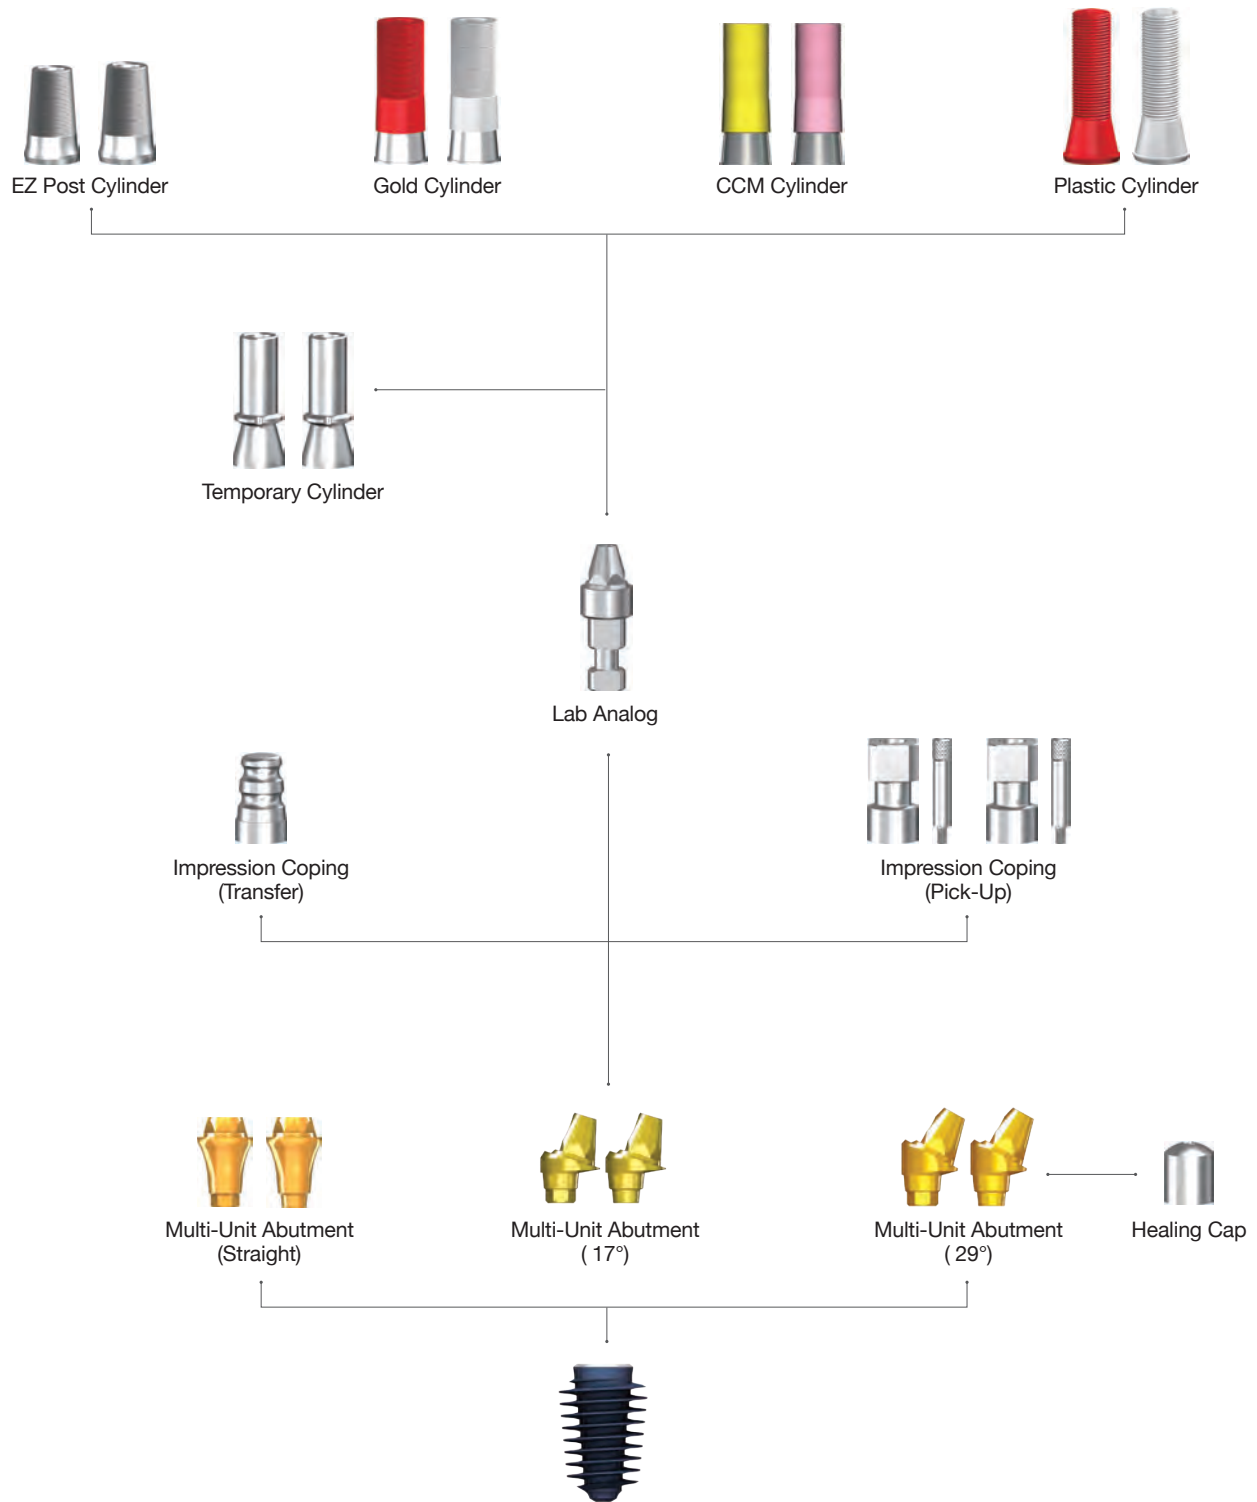 EZ Post Cylinder
Gold Cylinder
CCM Cylinder
Plastic Cylinder
Temporary Cylinder
Lab Analog
Impression Coping
(Transfer)
Impression Coping
(Pick-Up)
Multi-Unit Abutment
(Straight)
Multi-Unit Abutment
( 17°)
Multi-Unit Abutment
( 29°)
Healing Cap